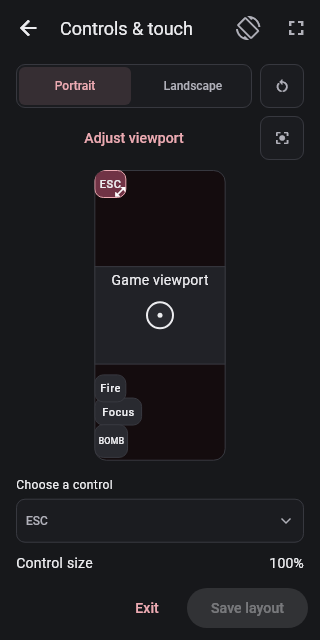 Controls & touch
Portrait
Landscape
Adjust viewport
ESC
Game viewport
Fire
Focus
BOMB
Choose a control
ESC
Control size
100%
Exit
Save layout